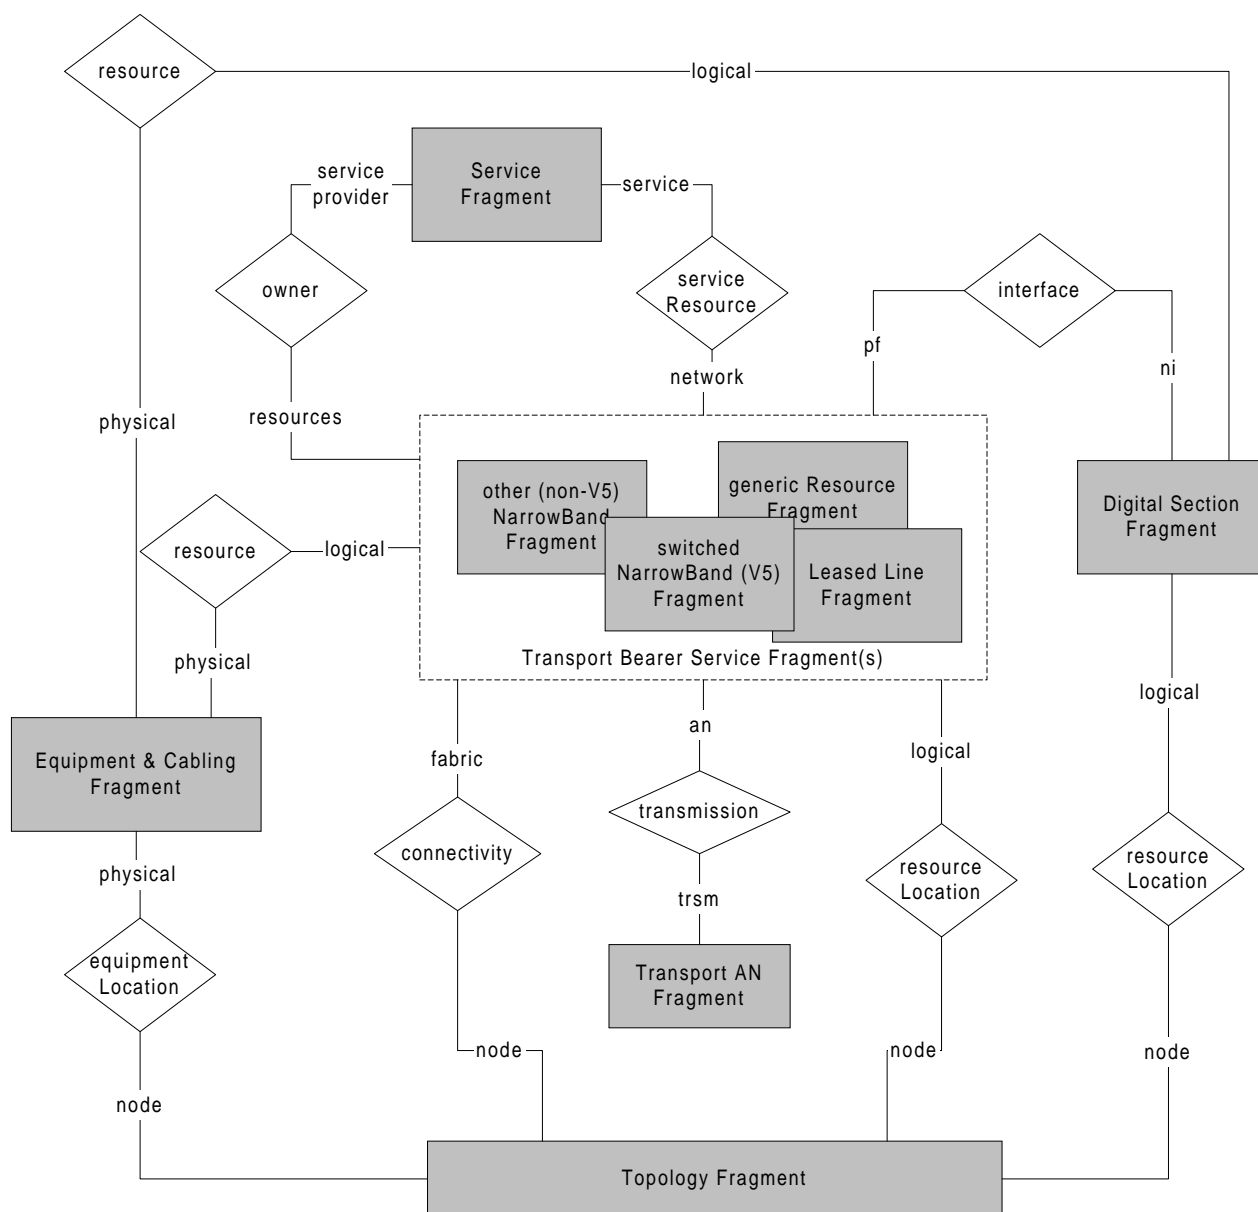 resource
logical
service
provider
Service
Fragment
service
owner
service
Resource
interface
pf
ni
network
physical
resources
other (non-V5)
NarrowBand
Fragment
generic Resource
Fragment
Digital Section
Fragment
resource
logical
switched
NarrowBand (V5)
Fragment
Leased Line
Fragment
physical
Transport Bearer Service Fragment(s)
logical
an
Equipment & Cabling
Fragment
fabric
logical
transmission
connectivity
physical
resource
Location
resource
Location
trsm
equipment
Location
Transport AN
Fragment
node
node
node
node
Topology Fragment